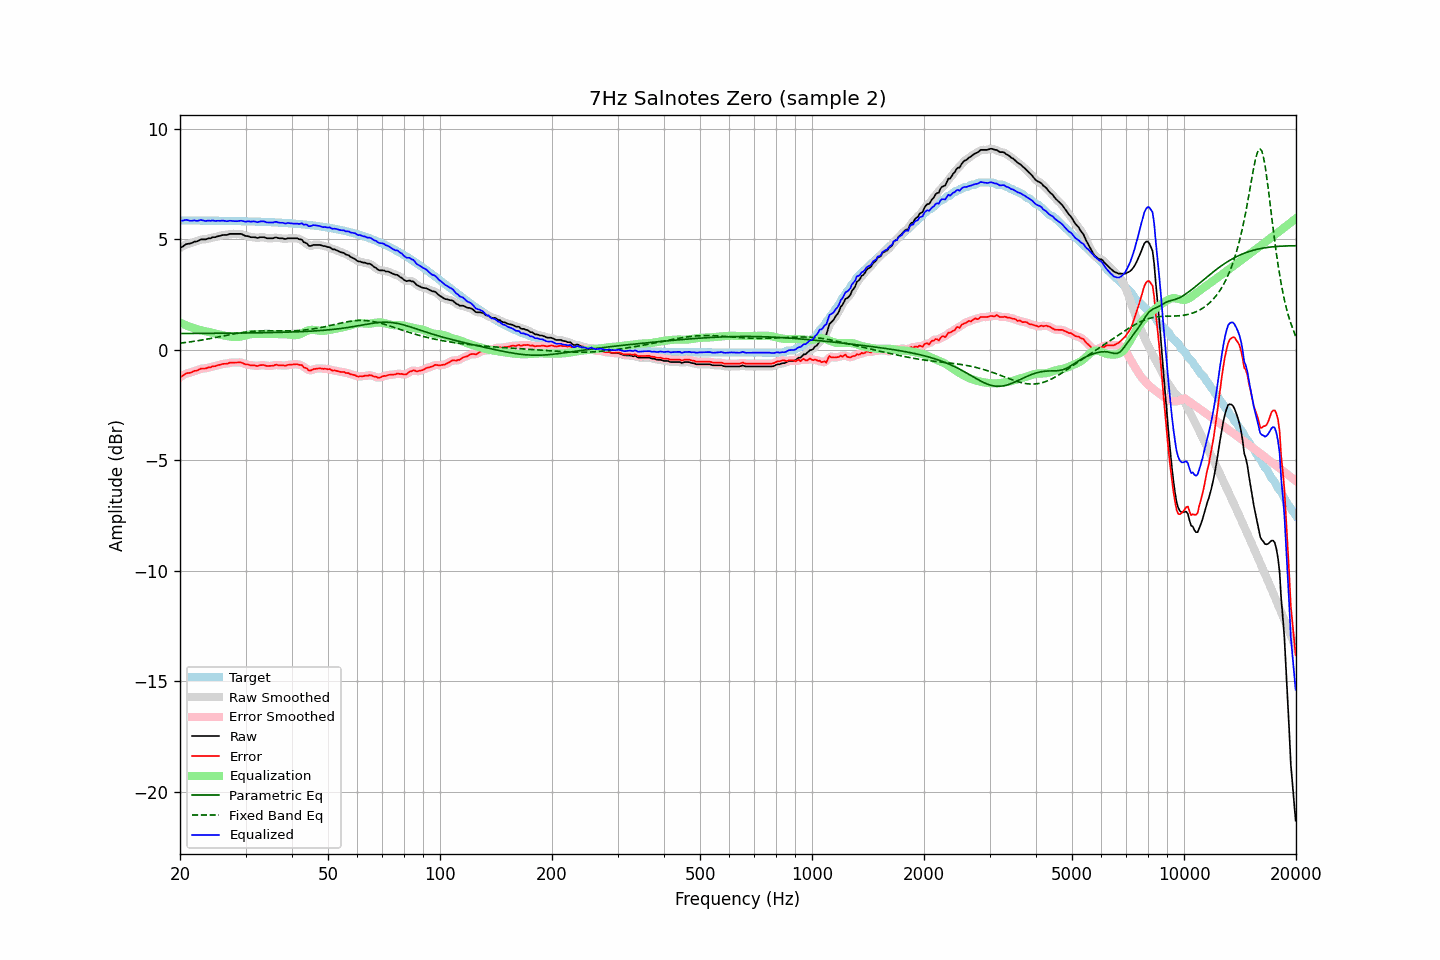 7Hz Salnotes Zero (sample 2)
10
5
0
−5
−10
−15
−20
Amplitude (dBr)
20
50
100
200
500
1000
2000
5000
10000
20000
Frequency (Hz)
Target
Raw Smoothed
Error Smoothed
Raw
Error
Equalization
Parametric Eq
Fixed Band Eq
Equalized